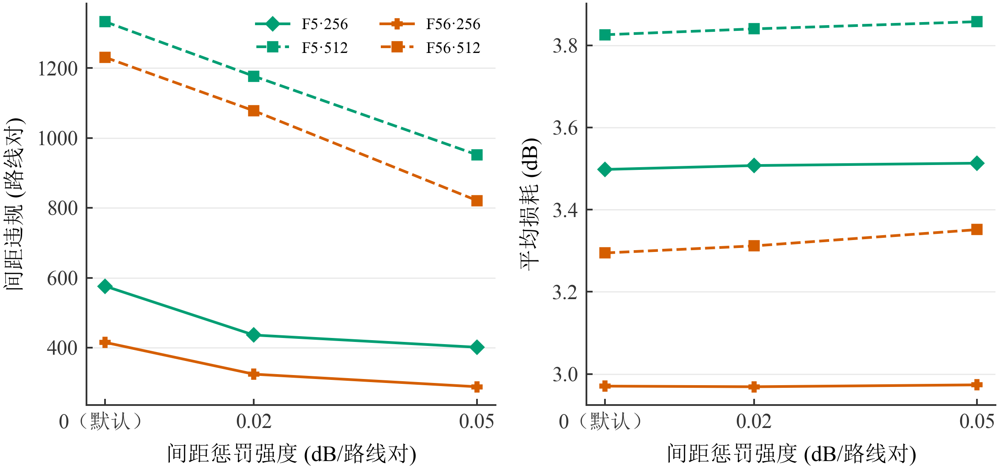 F5·256
F56·256
F5·512
F56·512
1200
1000
800
600
400
间距违规 (路线对)
0（默认）
0.02
0.05
间距惩罚强度 (dB/路线对)
3.8
3.6
3.4
3.2
3.0
平均损耗 (dB)
0（默认）
0.02
0.05
间距惩罚强度 (dB/路线对)